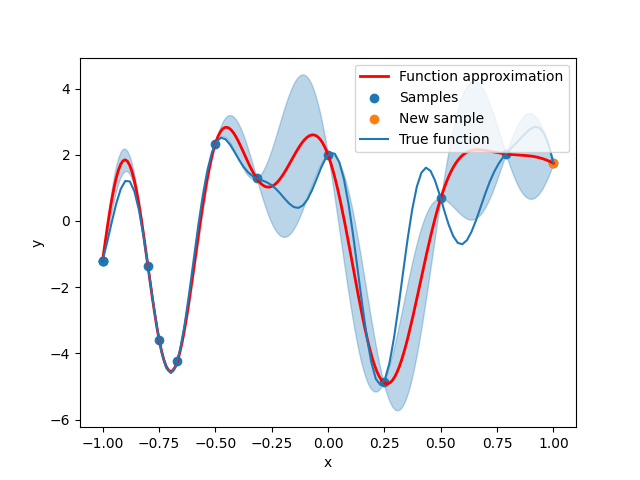 Function approximation
Samples
New sample
True function
4
2
0
−2
−4
−6
y
−1.00 −0.75 −0.50 −0.25 0.00 0.25 0.50 0.75 1.00
x